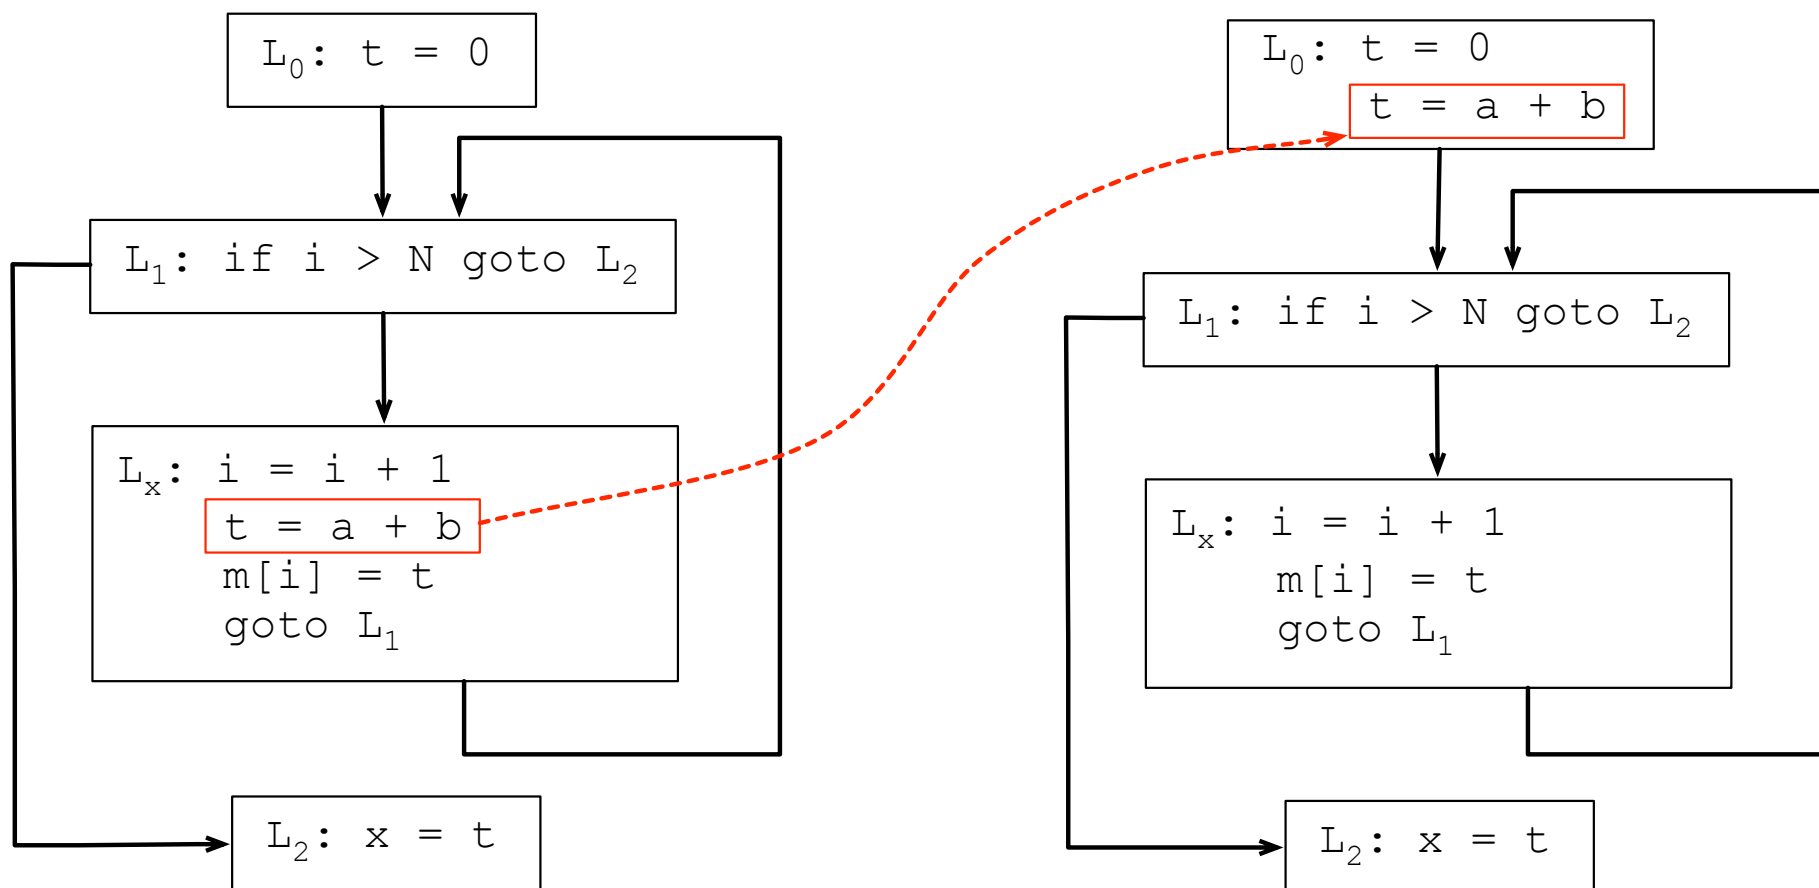 L₀: t = 0
L₁: if i > N goto L₂
Lₓ: i = i + 1
t = a + b
m[i] = t
goto L₁
L₂: x = t
L₀: t = 0
t = a + b
L₁: if i > N goto L₂
Lₓ: i = i + 1
m[i] = t
goto L₁
L₂: x = t